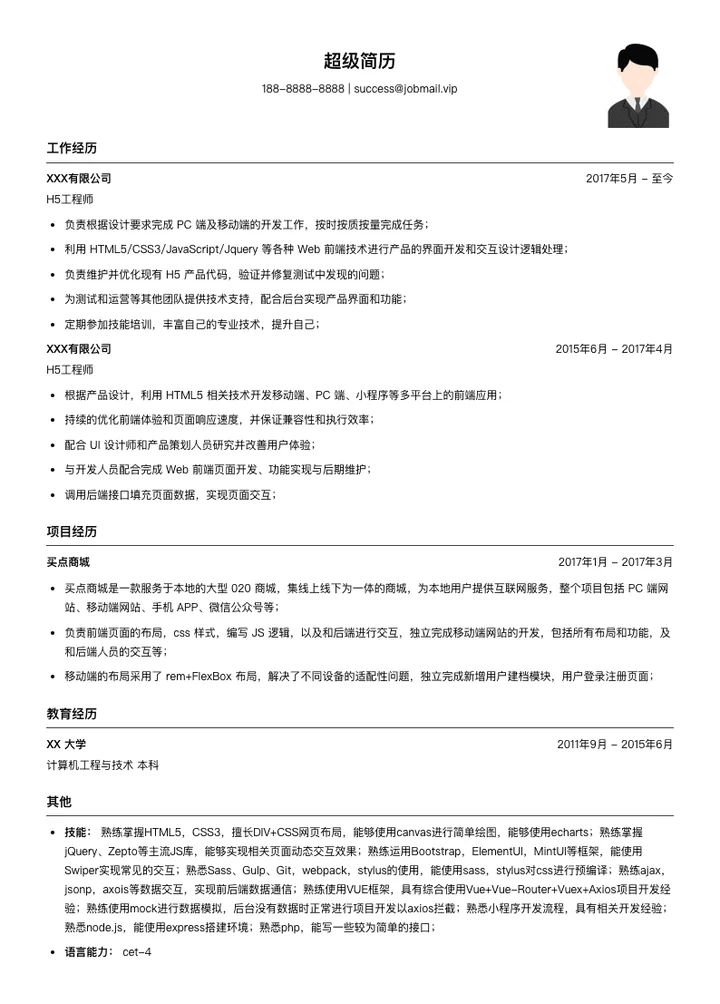 超级简历
188-8888-8888 | success@jobmail.vip
工作经历
XXX有限公司 2017年5月 – 至今
H5工程师
• 负责根据设计要求完成 PC 端及移动端的开发工作，按时按质按量完成任务；
• 利用 HTML5/CSS3/JavaScript/Jquery 等各种 Web 前端技术进行产品的界面开发和交互设计逻辑处理；
• 负责维护并优化现有 H5 产品代码，验证并修复测试中发现的问题；
• 为测试和运营等其他团队提供技术支持，配合后台实现产品界面和功能；
• 定期参加技能培训，丰富自己的专业技术，提升自己；
XXX有限公司 2015年6月 – 2017年4月
H5工程师
• 根据产品设计，利用 HTML5 相关技术开发移动端、PC 端、小程序等多平台上的前端应用；
• 持续的优化前端体验和页面响应速度，并保证兼容性和执行效率；
• 配合 UI 设计师和产品策划人员研究并改善用户体验；
• 与开发人员配合完成 Web 前端页面开发、功能实现与后期维护；
• 调用后端接口填充页面数据，实现页面交互；
项目经历
买点商城 2017年1月 – 2017年3月
• 买点商城是一款服务于本地的大型 020 商城，集线上线下为一体的商城，为本地用户提供互联网服务，整个项目包括 PC 端网
站、移动端网站、手机 APP、微信公众号等；
• 负责前端页面的布局，css 样式，编写 JS 逻辑，以及和后端进行交互，独立完成移动端网站的开发，包括所有布局和功能，及
和后端人员的交互等；
• 移动端的布局采用了 rem+FlexBox 布局，解决了不同设备的适配性问题，独立完成新增用户建档模块，用户登录注册页面；
教育经历
XX 大学 2011年9月 – 2015年6月
计算机工程与技术 本科
其他
• 技能： 熟练掌握HTML5，CSS3，擅长DIV+CSS网页布局，能够使用canvas进行简单绘图，能够使用echarts；熟练掌握
jQuery、Zepto等主流JS库，能够实现相关页面动态交互效果；熟练运用Bootstrap，ElementUI，MintUI等框架，能使用
Swiper实现常见的交互；熟悉Sass、Gulp、Git，webpack，stylus的使用，能使用sass，stylus对css进行预编译；熟练ajax，
jsonp，axois等数据交互，实现前后端数据通信；熟练使用VUE框架，具有综合使用Vue+Vue-Router+Vuex+Axios项目开发经
验；熟练使用mock进行数据模拟，后台没有数据时正常进行项目开发以axios拦截；熟悉小程序开发流程，具有相关开发经验；
熟悉node.js，能使用express搭建环境；熟悉php，能写一些较为简单的接口；
• 语言能力： cet-4